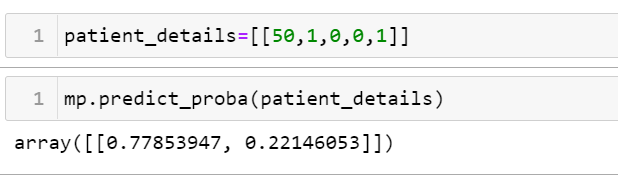 1 patient_details=[[50,1,0,0,1]]
1 mp.predict_proba(patient_details)
array([[0.77853947, 0.22146053]])